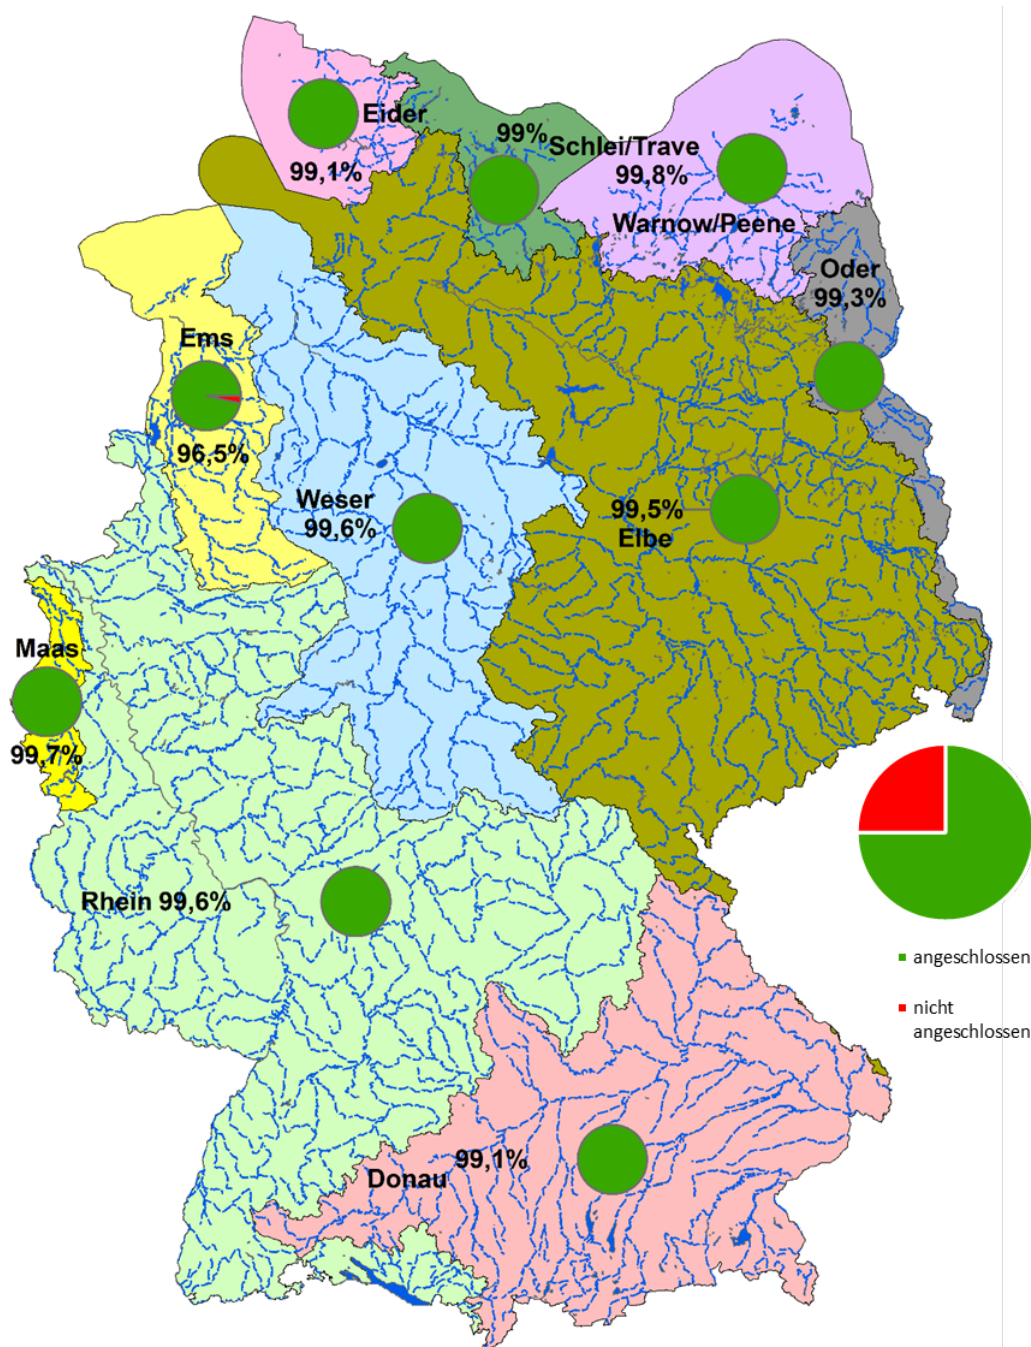 Eider
99,1%
99%
Schlei/Trave
99,8%
Warnow/Peene
Oder
99,3%
Ems
96,5%
Weser
99,6%
99,5%
Elbe
Maas
99,7%
Rhein 99,6%
angeschlossen
nicht
angeschlossen
99,1%
Donau